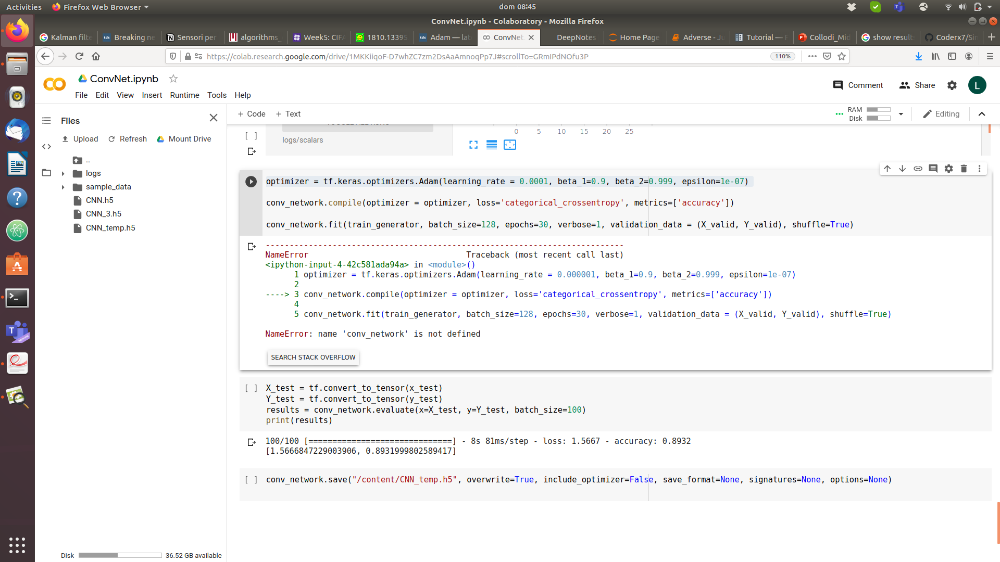 Activities
Firefox Web Browser
dom 08:45
ConvNet.ipynb - Colaboratory - Mozilla Firefox
Kalman filte
Breaking ne
Sensori per
algorithms_
Week5: CIFA
1810.13395
Adam — lat
ConvNet.
DeepNotes
Home Page
Adverse - Ju
Tutorial — F
Collodi_Mid
show result
Coderx7/Sim
https://colab.research.google.com/drive/1MKKiiqoF-D7whZC7zm2DsAaAmnoqPp7J#scrollTo=GRmIPdNOfu3P
110%
ConvNet.ipynb
File Edit View Insert Runtime Tools Help
Comment
Share
L
Files
Upload
Refresh
Mount Drive
..
logs
sample_data
CNN.h5
CNN_3.h5
CNN_temp.h5
Disk
36.52 GB available
+ Code
+ Text
RAM
Disk
Editing
[ ]
logs/scalars
0 5 10 15 20 25
optimizer = tf.keras.optimizers.Adam(learning_rate = 0.0001, beta_1=0.9, beta_2=0.999, epsilon=1e-07)
conv_network.compile(optimizer = optimizer, loss='categorical_crossentropy', metrics=['accuracy'])
conv_network.fit(train_generator, batch_size=128, epochs=30, verbose=1, validation_data = (X_valid, Y_valid), shuffle=True)
---------------------------------------------------------------------------
NameError Traceback (most recent call last)
<ipython-input-4-42c581ada94a> in <module>()
1 optimizer = tf.keras.optimizers.Adam(learning_rate = 0.000001, beta_1=0.9, beta_2=0.999, epsilon=1e-07)
2
----> 3 conv_network.compile(optimizer = optimizer, loss='categorical_crossentropy', metrics=['accuracy'])
4
5 conv_network.fit(train_generator, batch_size=128, epochs=30, verbose=1, validation_data = (X_valid, Y_valid), shuffle=True)
NameError: name 'conv_network' is not defined
SEARCH STACK OVERFLOW
[ ] X_test = tf.convert_to_tensor(x_test)
Y_test = tf.convert_to_tensor(y_test)
results = conv_network.evaluate(x=X_test, y=Y_test, batch_size=100)
print(results)
100/100 [==============================] - 8s 81ms/step - loss: 1.5667 - accuracy: 0.8932
[1.5666847229003906, 0.8931999802589417]
[ ] conv_network.save("/content/CNN_temp.h5", overwrite=True, include_optimizer=False, save_format=None, signatures=None, options=None)